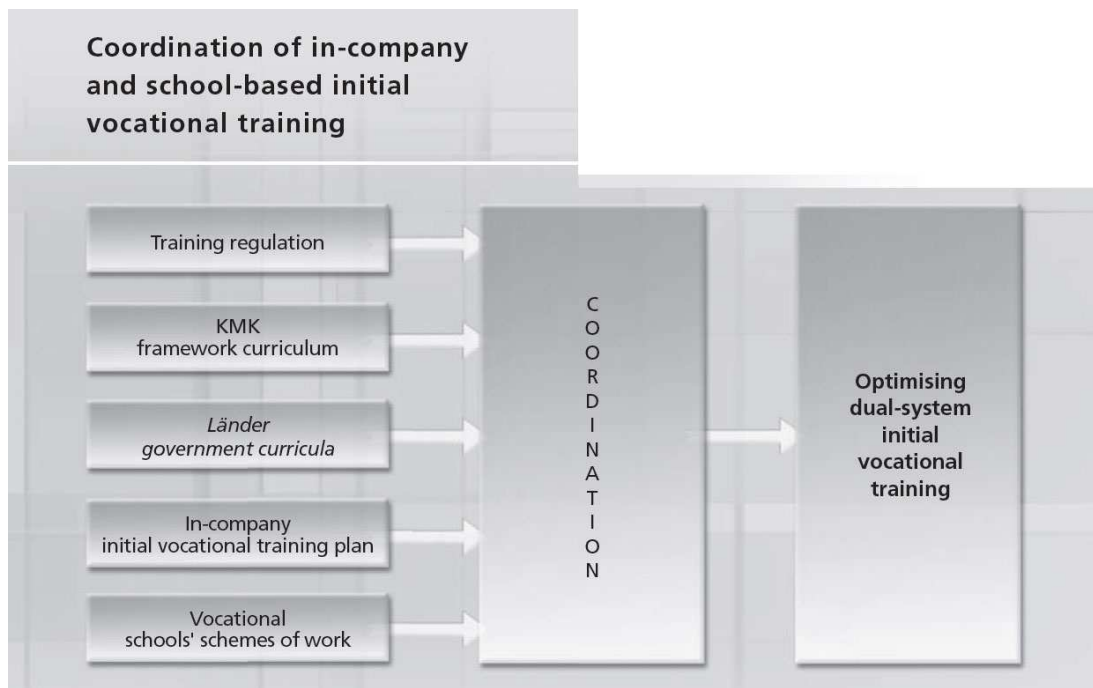 Coordination of in-company
and school-based initial
vocational training
Training regulation
KMK
framework curriculum
Länder
government curricula
In-company
initial vocational training plan
Vocational
schools' schemes of work
COORDINATION
Optimising
dual-system
initial
vocational
training